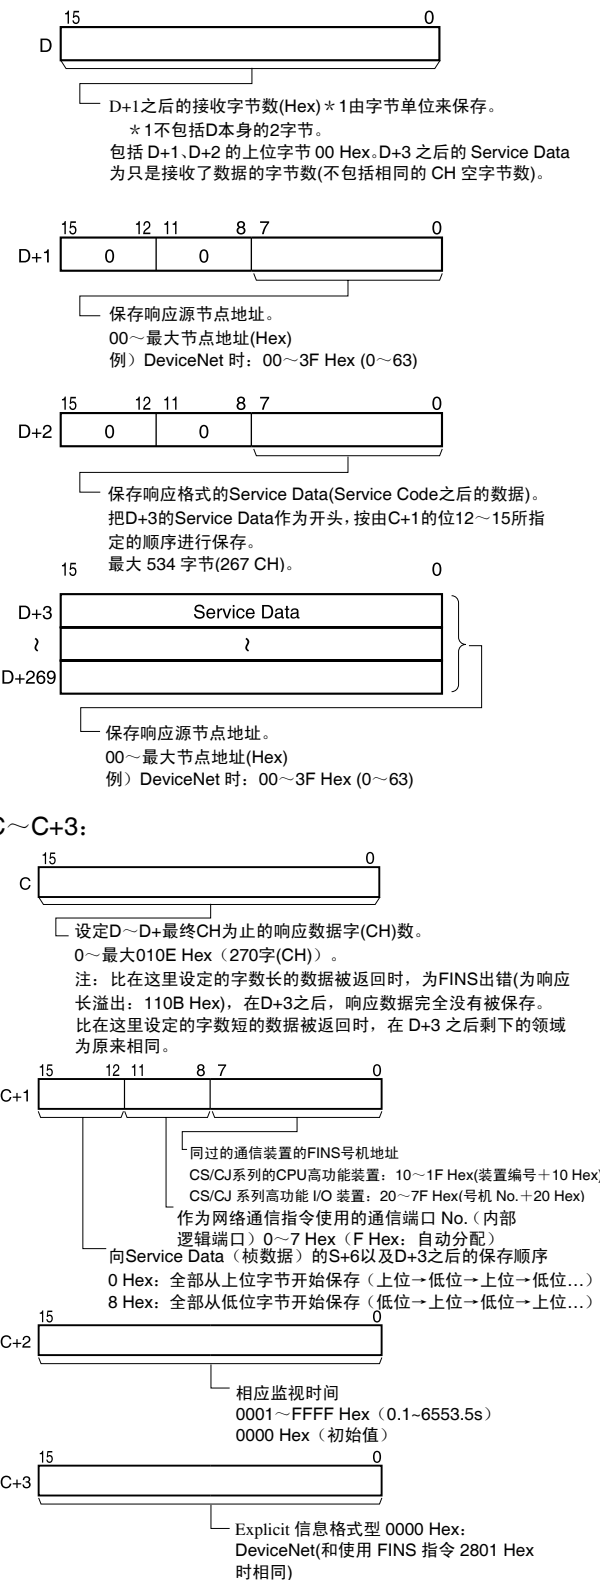 15 0
D
D+1之后的接收字节数(Hex)＊1由字节单位来保存。
＊1不包括D本身的2字节。
包括 D+1、D+2 的上位字节 00 Hex。D+3 之后的 Service Data
为只是接收了数据的字节数(不包括相同的 CH 空字节数)。
15 12 11 8 7 0
D+1 0 0
保存响应源节点地址。
00～最大节点地址(Hex)
例）DeviceNet 时：00～3F Hex (0～63)
15 12 11 8 7 0
D+2 0 0
保存响应格式的Service Data(Service Code之后的数据)。
把D+3的Service Data作为开头，按由C+1的位12～15所指
定的顺序进行保存。
最大 534 字节(267 CH)。
15 0
D+3 Service Data
～ ～
D+269
保存响应源节点地址。
00～最大节点地址(Hex)
例）DeviceNet 时：00～3F Hex (0～63)
C～C+3：
15 0
C
设定D～D+最终CH为止的响应数据字(CH)数。
0～最大010E Hex（270字(CH)）。
注：比在这里设定的字数长的数据被返回时，为FINS出错(为响应
长溢出：110B Hex)，在D+3之后，响应数据完全没有被保存。
比在这里设定的字数短的数据被返回时，在 D+3 之后剩下的领域
为原来相同。
15 12 11 8 7 0
C+1
同过的通信装置的FINS号机地址
CS/CJ系列的CPU高功能装置：10～1F Hex(装置编号＋10 Hex)
CS/CJ 系列高功能 I/O 装置：20～7F Hex(号机 No.＋20 Hex)
作为网络通信指令使用的通信端口 No.（内部
逻辑端口）0～7 Hex（F Hex：自动分配）
向Service Data（桢数据）的S+6以及D+3之后的保存顺序
0 Hex：全部从上位字节开始保存（上位→低位→上位→低位...）
8 Hex：全部从低位字节开始保存（低位→上位→低位→上位...）
15 0
C+2
相应监视时间
0001～FFFF Hex（0.1~6553.5s）
0000 Hex（初始值）
15 0
C+3
Explicit 信息格式型 0000 Hex：
DeviceNet(和使用 FINS 指令 2801 Hex
时相同)